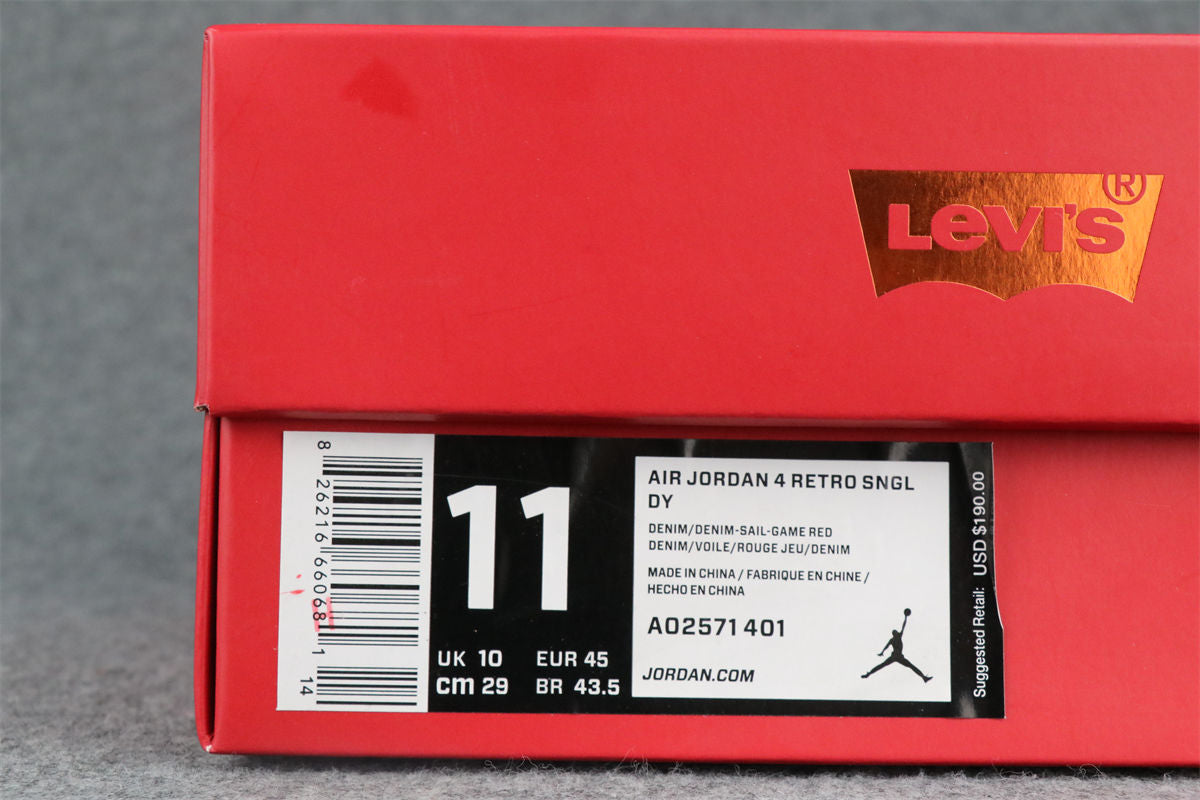 Levi's®
8 26216 66068 1 14
11
UK 10 EUR 45
cm 29 BR 43.5
AIR JORDAN 4 RETRO SNGL
DY
DENIM/DENIM-SAIL-GAME RED
DENIM/VOILE/ROUGE JEU/DENIM
MADE IN CHINA / FABRIQUE EN CHINE /
HECHO EN CHINA
AO2571 401
JORDAN.COM
Suggested Retail: USD $190.00